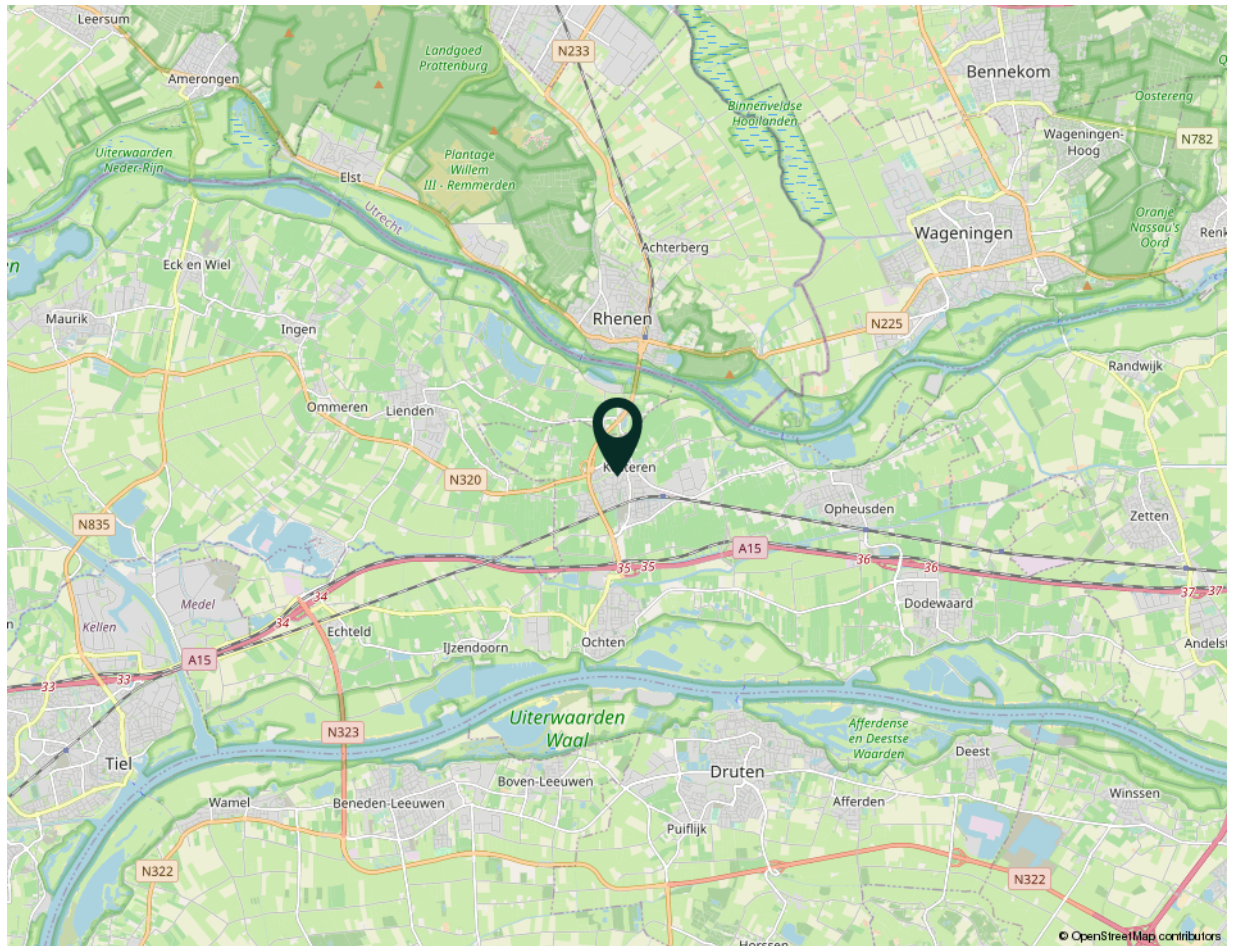 Leersum
N233
Landgoed
Prattenburg
Bennekom
Amerongen
Oostereng
Binnenveldse
Hooilanden
Wageningen-
Hoog
N782
Uiterwaarden
Neder-Rijn
Plantage
Willem
III - Remmerden
Elst
Utrecht
Oranje
Nassau's
Oord
Wageningen
Renk
Achterberg
Eck en Wiel
en
Maurik
Ingen
Rhenen
N225
Randwijk
Ommeren
Lienden
N320
Opheusden
Zetten
N835
A15
35
35
36
36
37
37
34
34
Medel
Kellen
Echteld
Dodewaard
IJzendoorn
Ochten
Andelst
A15
33
33
N323
Uiterwaarden
Waal
Afferdense
en Deestse
Waarden
Deest
Tiel
Druten
Boven-Leeuwen
Wamel
Beneden-Leeuwen
Afferden
Winssen
Puiflijk
N322
N322
Horssen
© OpenStreetMap contributors